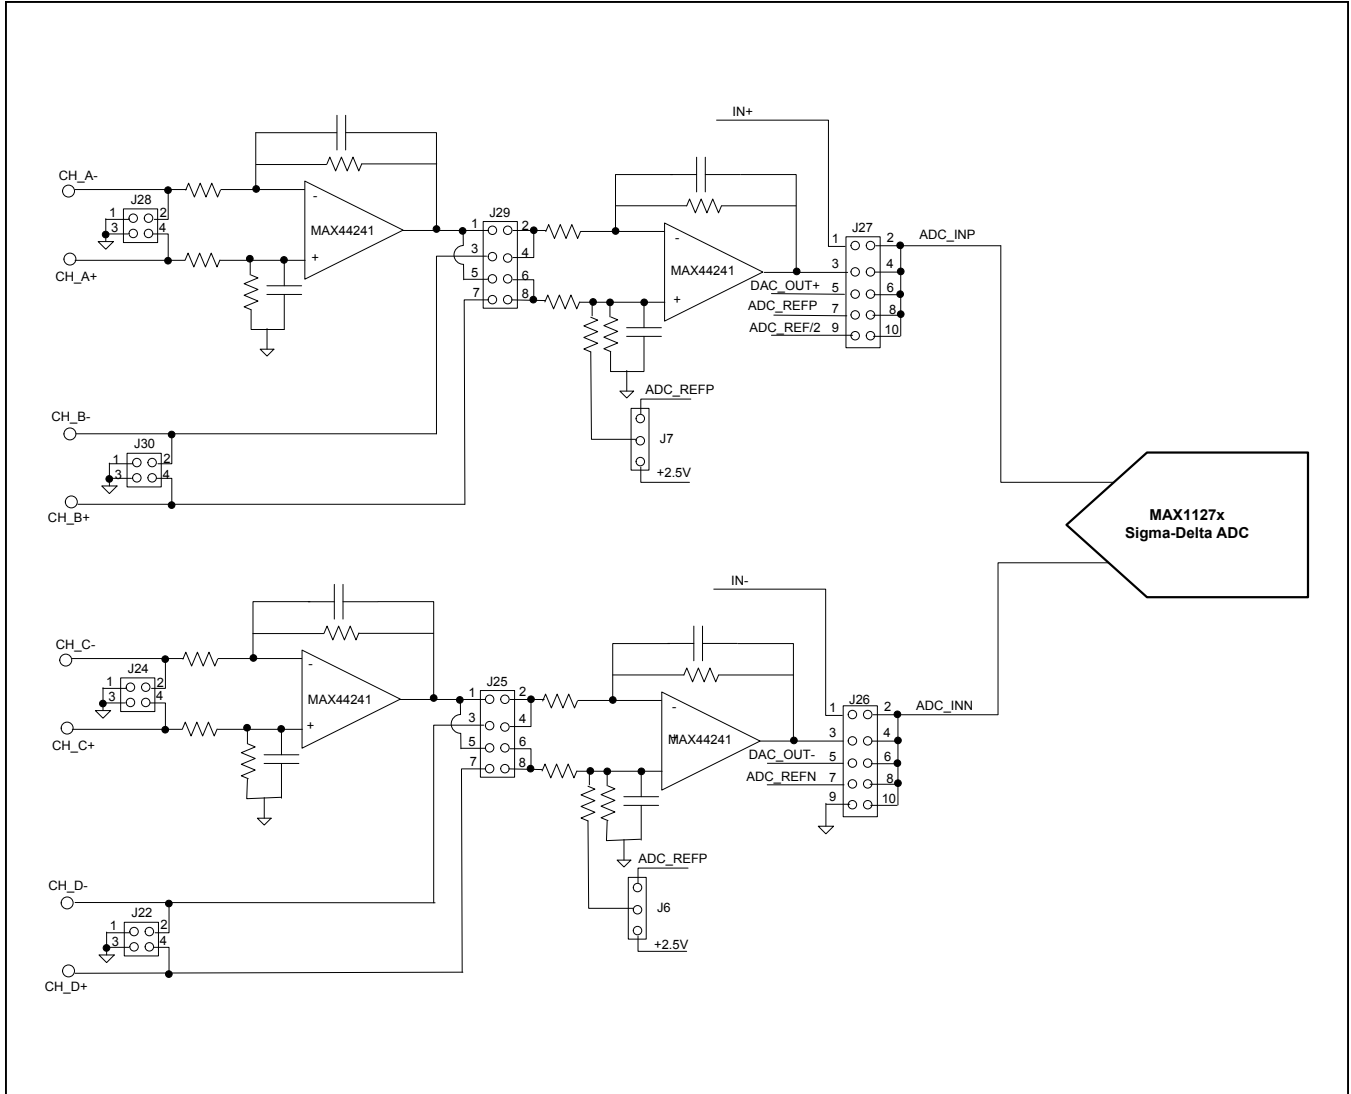 IN+
CH_A-
J28
1 2
3 4
CH_A+
-
MAX44241
+
J29
1 2
3 4
5 6
7 8
-
MAX44241
+
J27
1 2
3 4
DAC_OUT+ 5 6
ADC_REFP 7 8
ADC_REF/2 9 10
ADC_INP
ADC_REFP
J7
+2.5V
CH_B-
J30
1 2
3 4
CH_B+
MAX1127x
Sigma-Delta ADC
IN-
CH_C-
J24
1 2
3 4
CH_C+
-
MAX44241
+
J25
1 2
3 4
5 6
7 8
-
MAX44241
+
J26
1 2
3 4
DAC_OUT- 5 6
ADC_REFN 7 8
9 10
ADC_INN
ADC_REFP
J6
+2.5V
CH_D-
J22
1 2
3 4
CH_D+